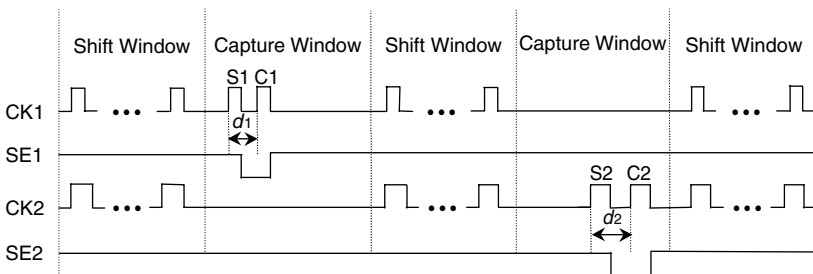 Shift Window Capture Window Shift Window Capture Window Shift Window
S1 C1
CK1 ... ... ...
d1
SE1
S2 C2
CK2 ... ... ...
d2
SE2